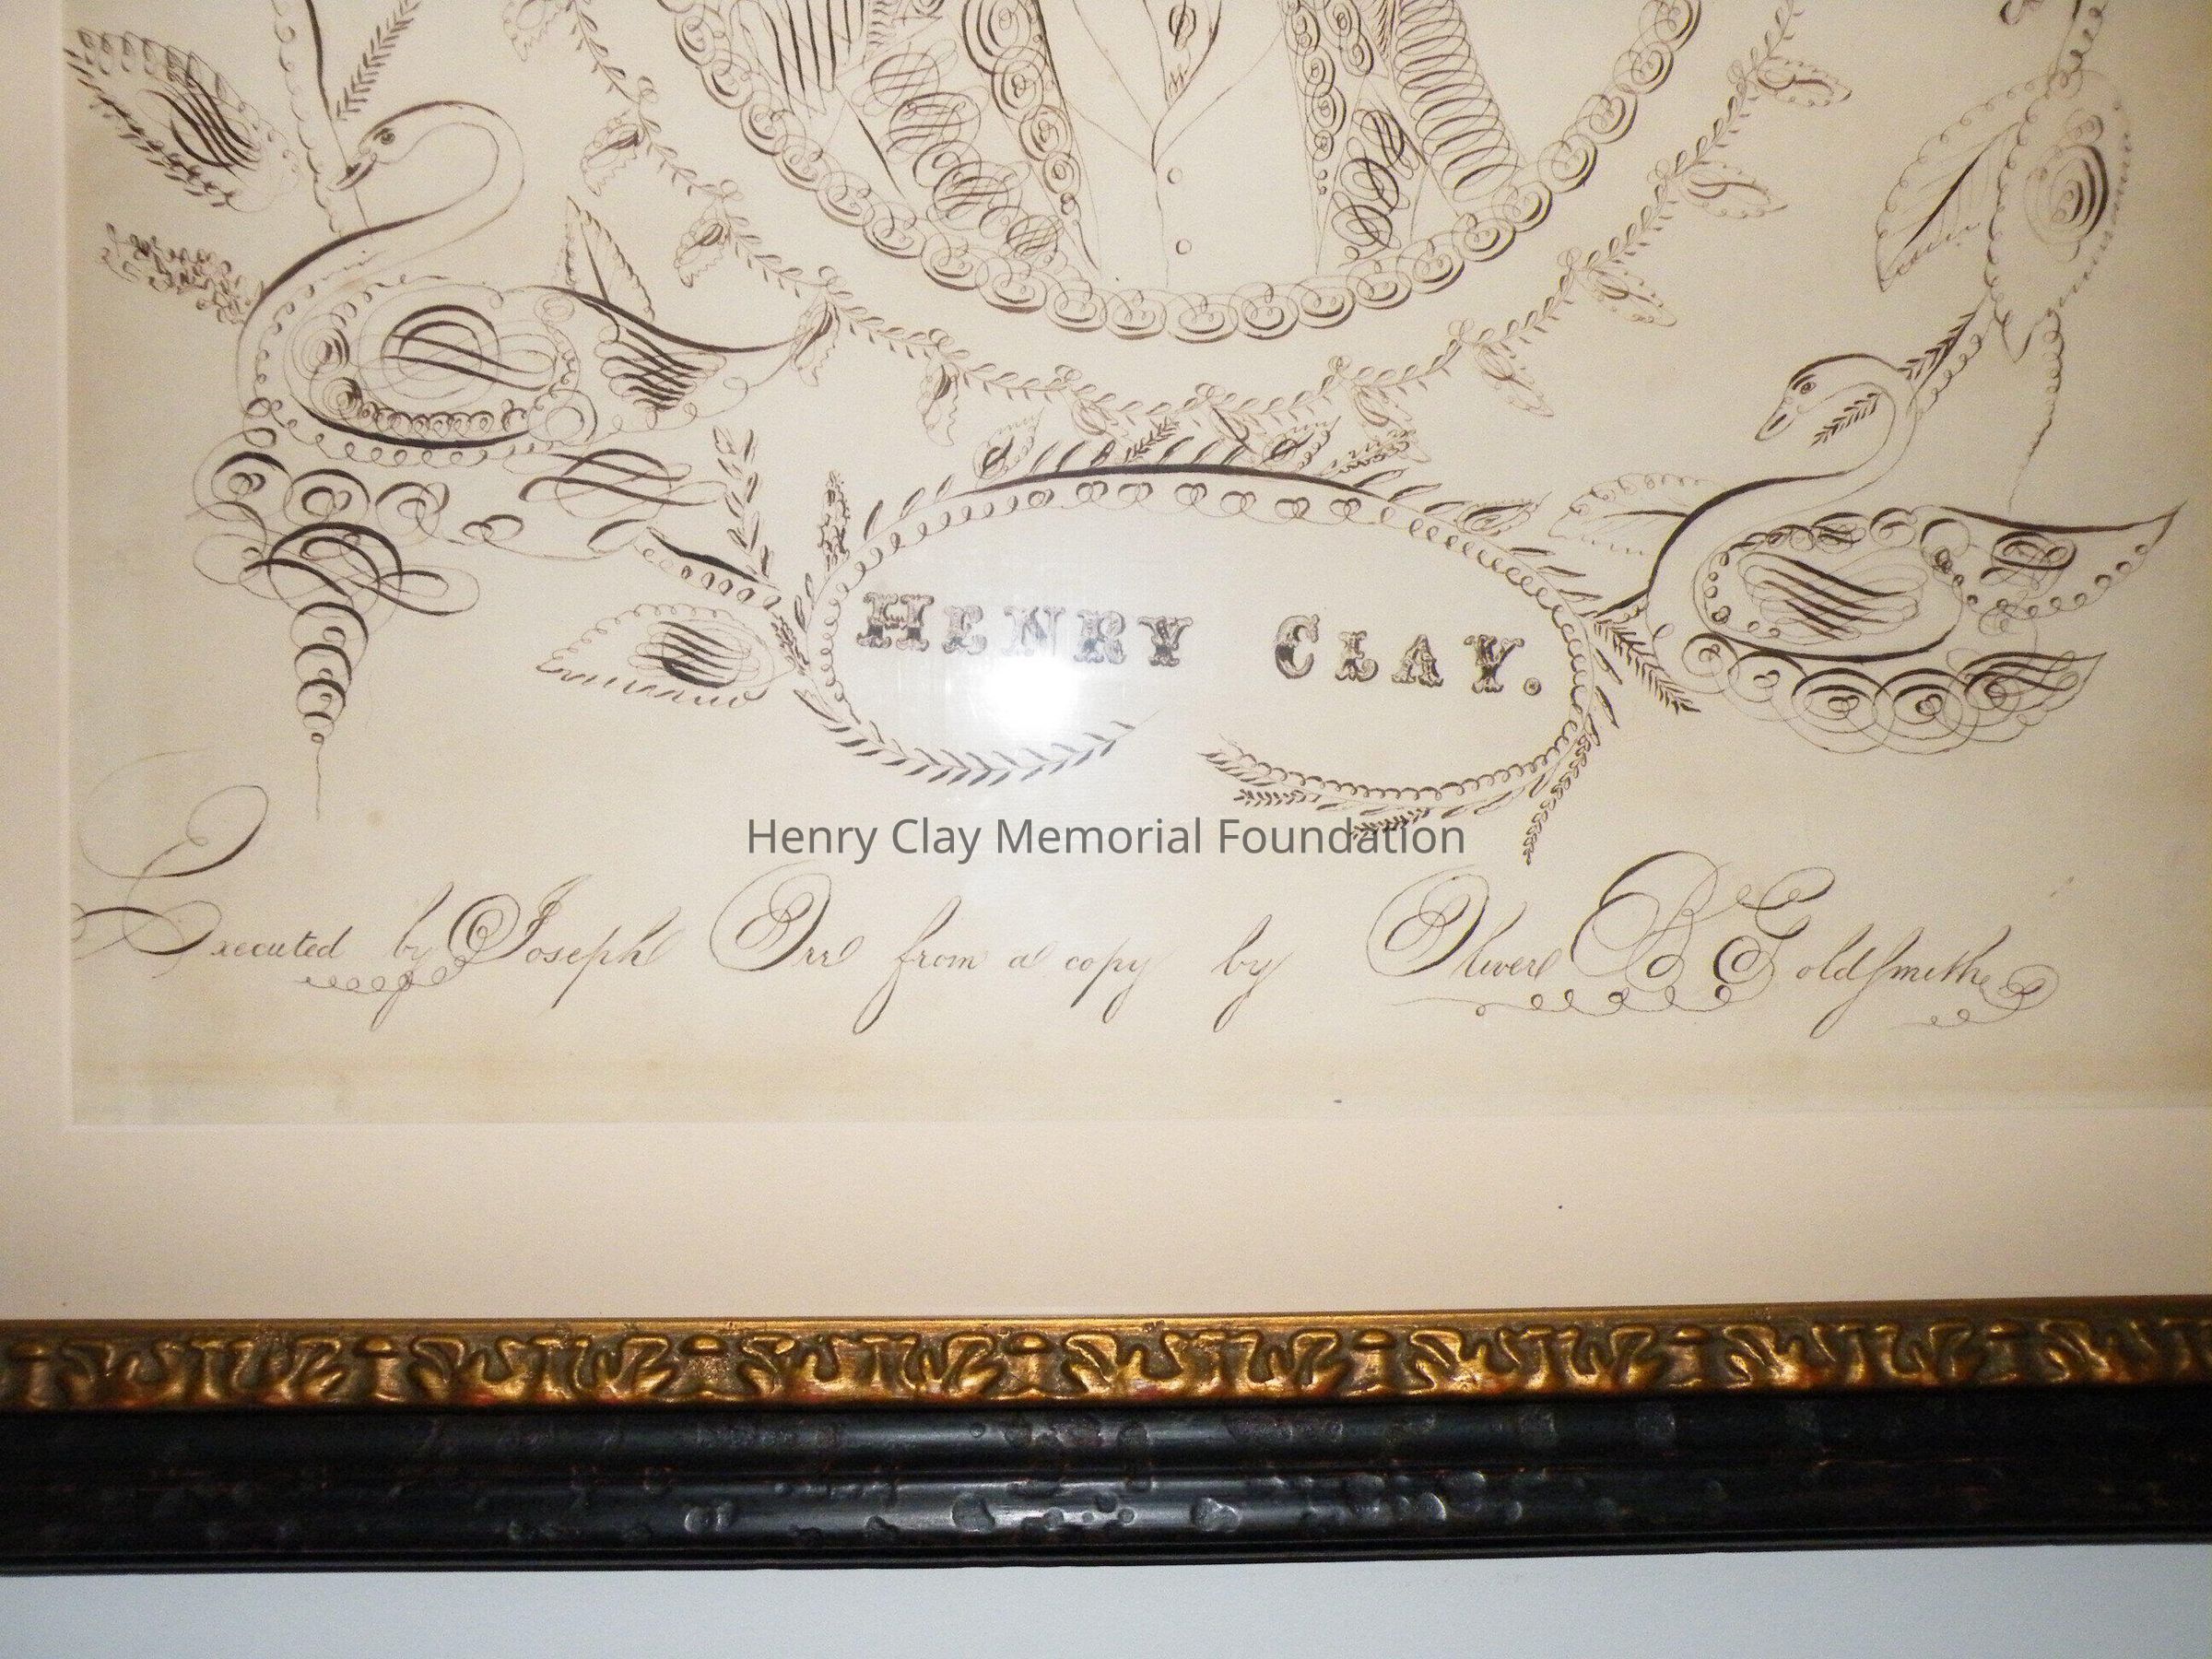 HENRY CLAY.
Henry Clay Memorial Foundation
Executed by Joseph Orr from a copy by Oliver B Goldsmith